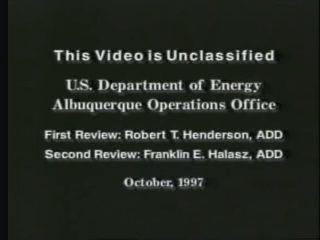 This Video is Unclassified
U.S. Department of Energy
Albuquerque Operations Office
First Review: Robert T. Henderson, ADD
Second Review: Franklin E. Halasz, ADD
October, 1997